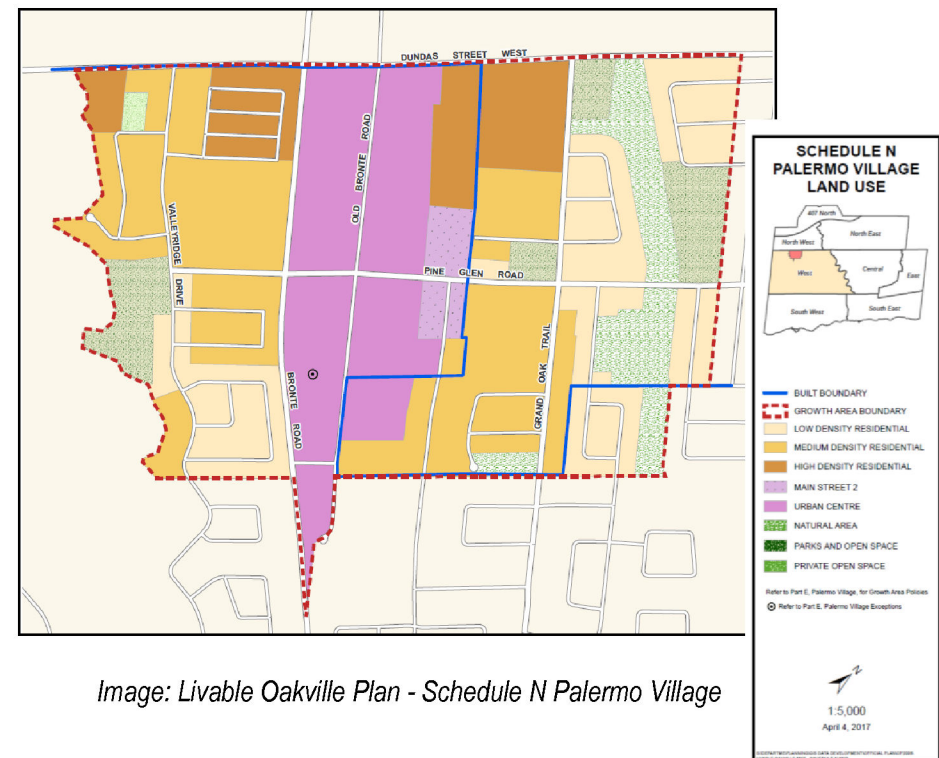 DUNDAS STREET WEST
OLD BRONTE ROAD
VALLEYRIDGE DRIVE
PINE GLEN ROAD
BRONTE ROAD
GRAND OAK TRAIL
SCHEDULE N
PALERMO VILLAGE
LAND USE
407 North
North West
North East
West
Central
East
South West
South East
BUILT BOUNDARY
GROWTH AREA BOUNDARY
LOW DENSITY RESIDENTIAL
MEDIUM DENSITY RESIDENTIAL
HIGH DENSITY RESIDENTIAL
MAIN STREET 2
URBAN CENTRE
NATURAL AREA
PARKS AND OPEN SPACE
PRIVATE OPEN SPACE
Refer to Part E, Palermo Village, for Growth Area Policies
Refer to Part E, Palermo Village Exceptions
N
1:5,000
April 4, 2017
Image: Livable Oakville Plan - Schedule N Palermo Village